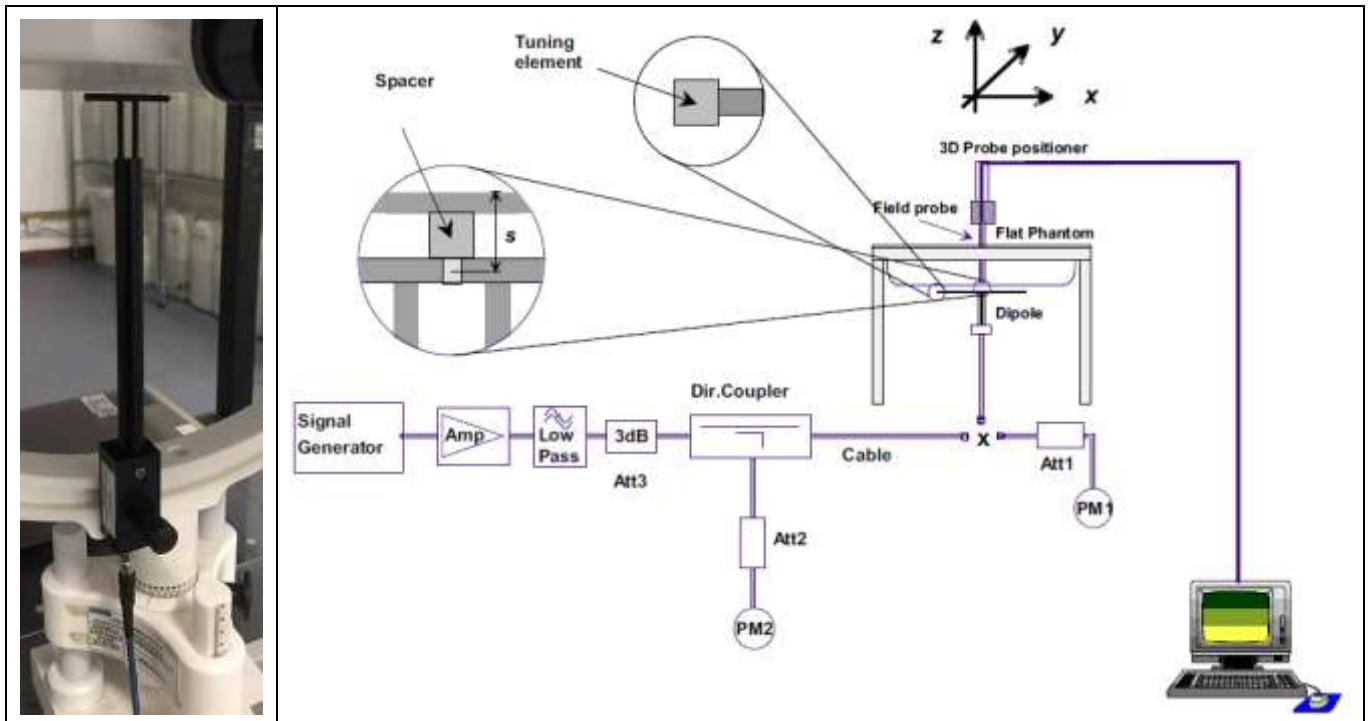 Tuning
element
Spacer
s
z
y
x
3D Probe positioner
Field probe
Flat Phantom
Dipole
Dir.Coupler
Signal
Generator
Amp
Low
Pass
3dB
Att3
Cable
x
Att1
PM1
Att2
PM2